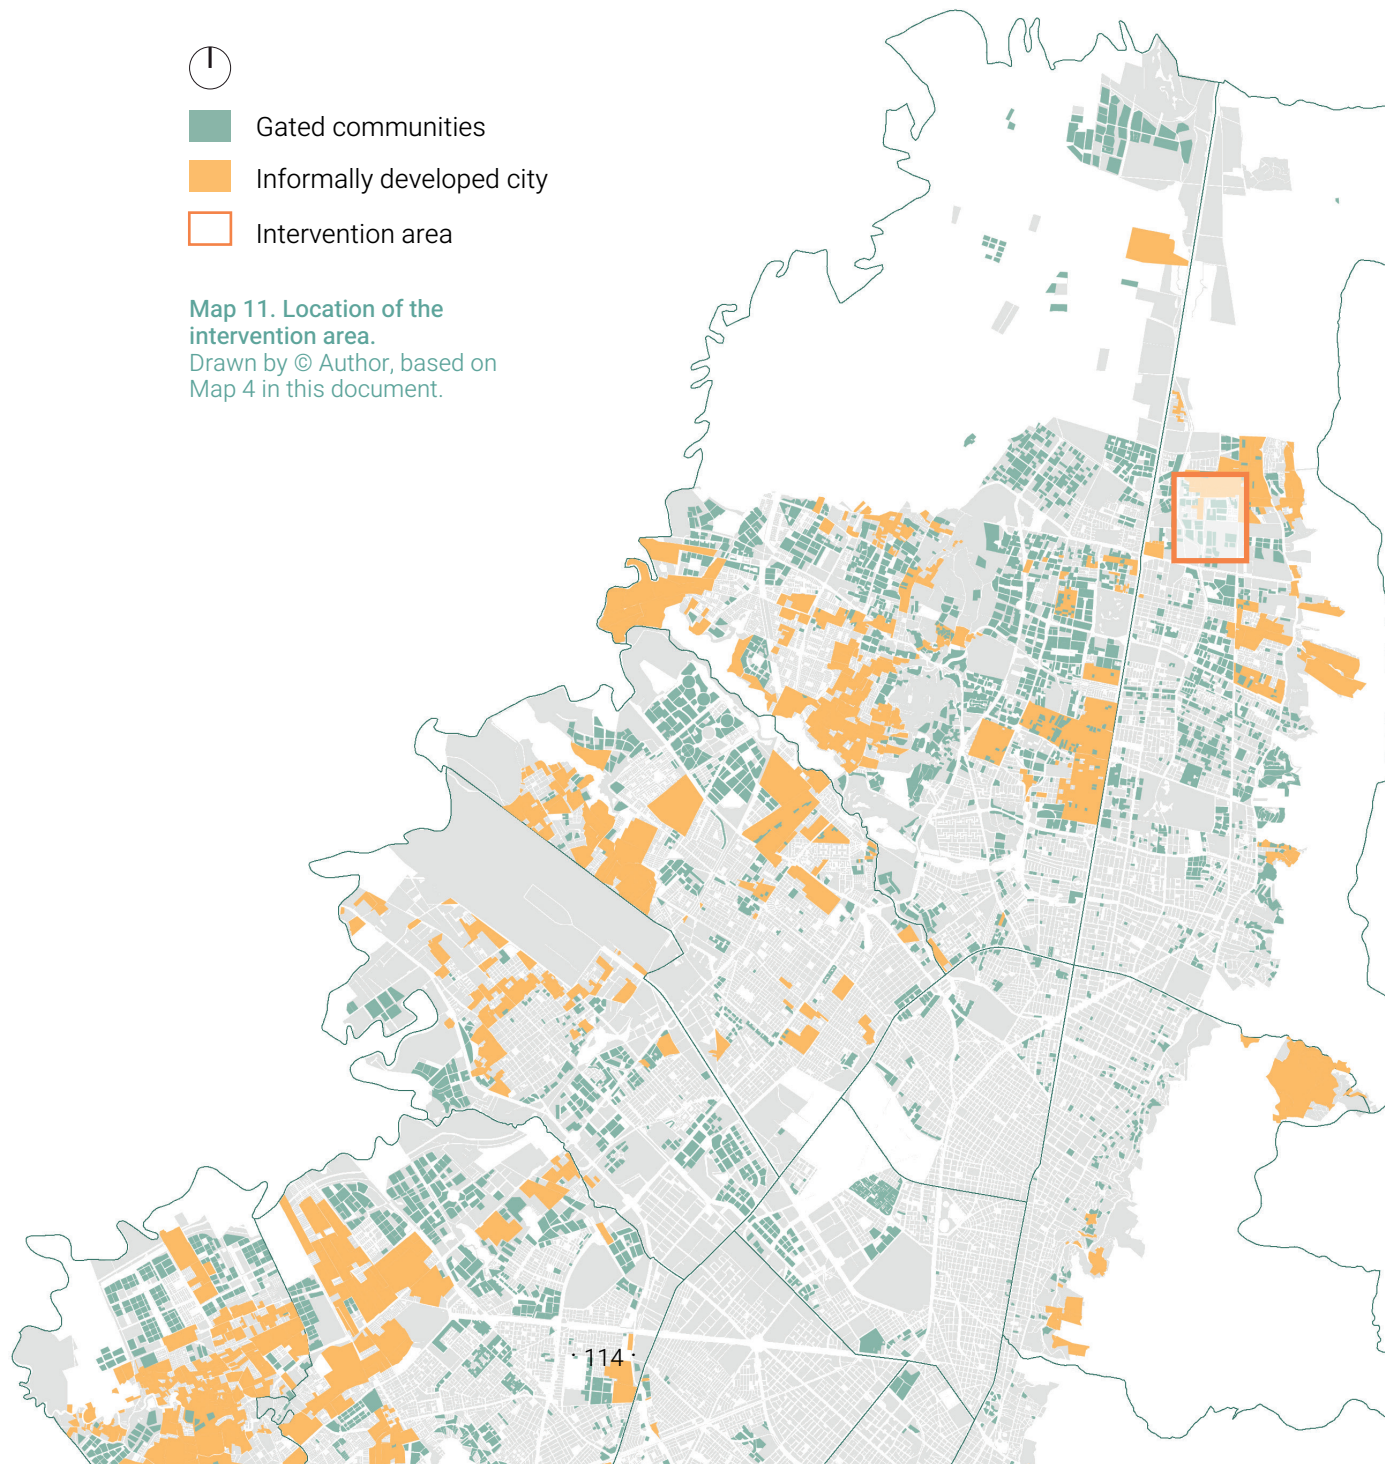 Gated communities
Informally developed city
Intervention area
Map 11. Location of the
intervention area.
Drawn by © Author, based on
Map 4 in this document.
· 114 ·